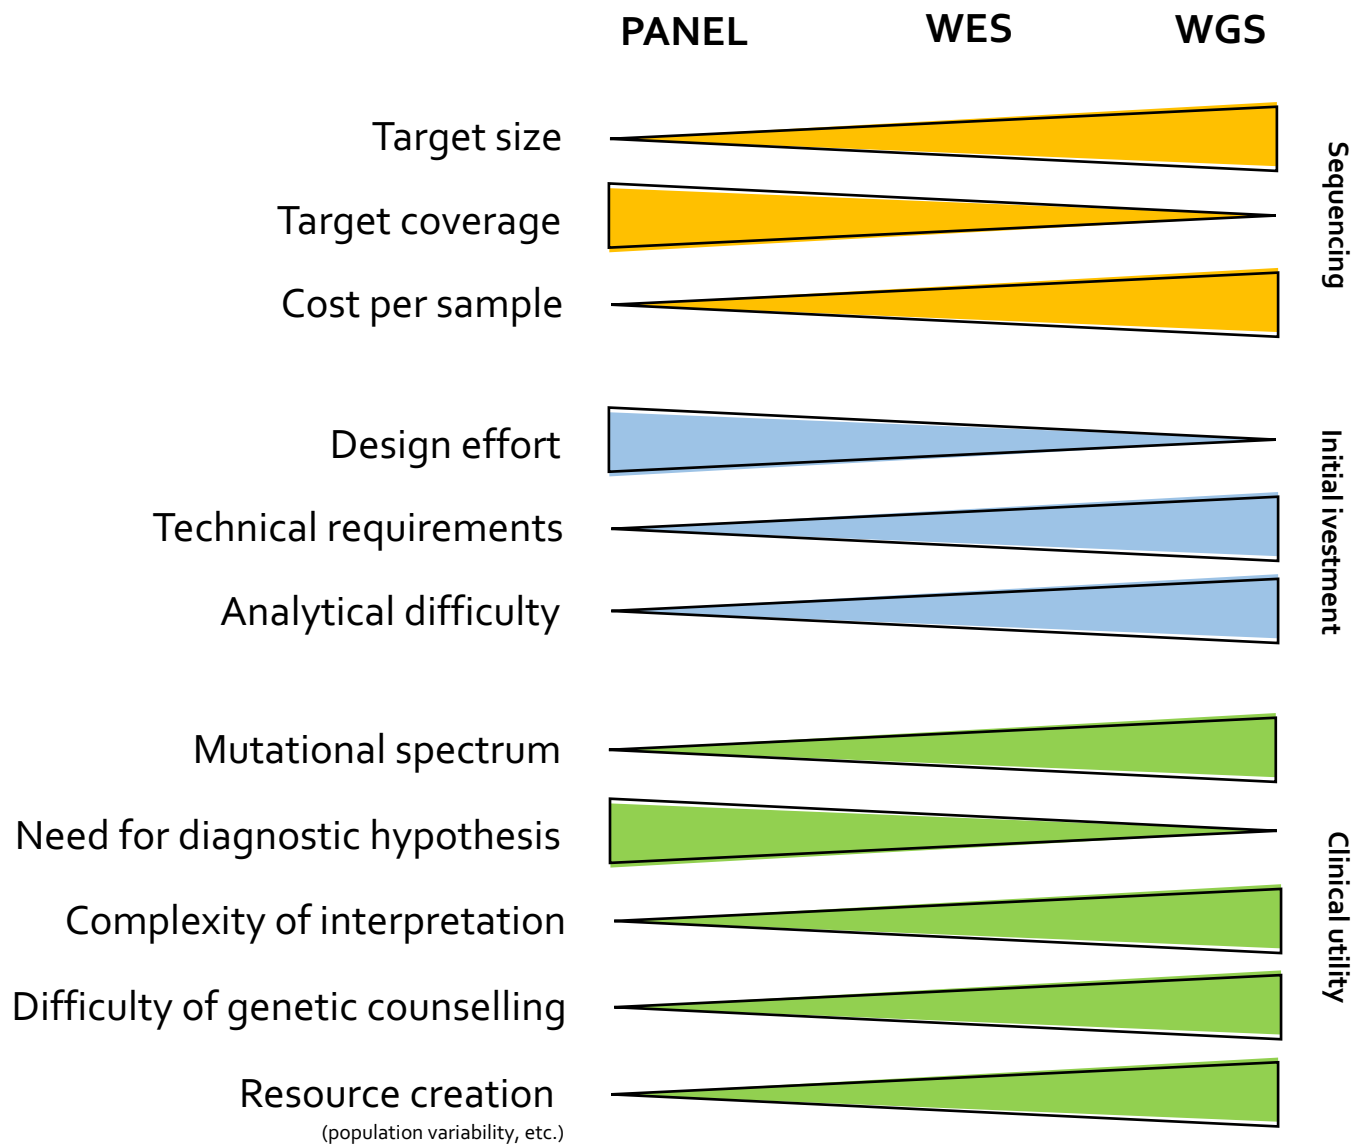 PANEL WES WGS
Target size
Target coverage
Cost per sample
Sequencing
Design effort
Technical requirements
Analytical difficulty
Initial ivestment
Mutational spectrum
Need for diagnostic hypothesis
Complexity of interpretation
Difficulty of genetic counselling
Resource creation
(population variability, etc.)
Clinical utility